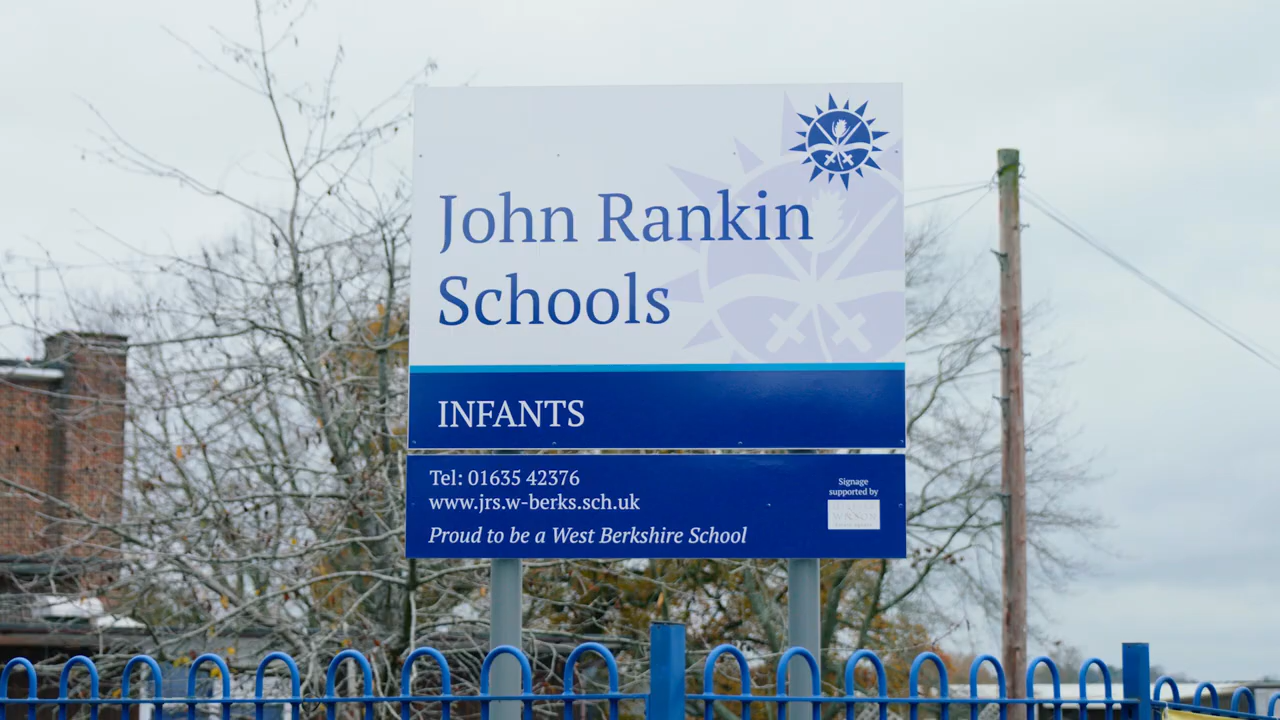 John Rankin
Schools
INFANTS
Tel: 01635 42376
www.jrs.w-berks.sch.uk
Proud to be a West Berkshire School
Signage
supported by